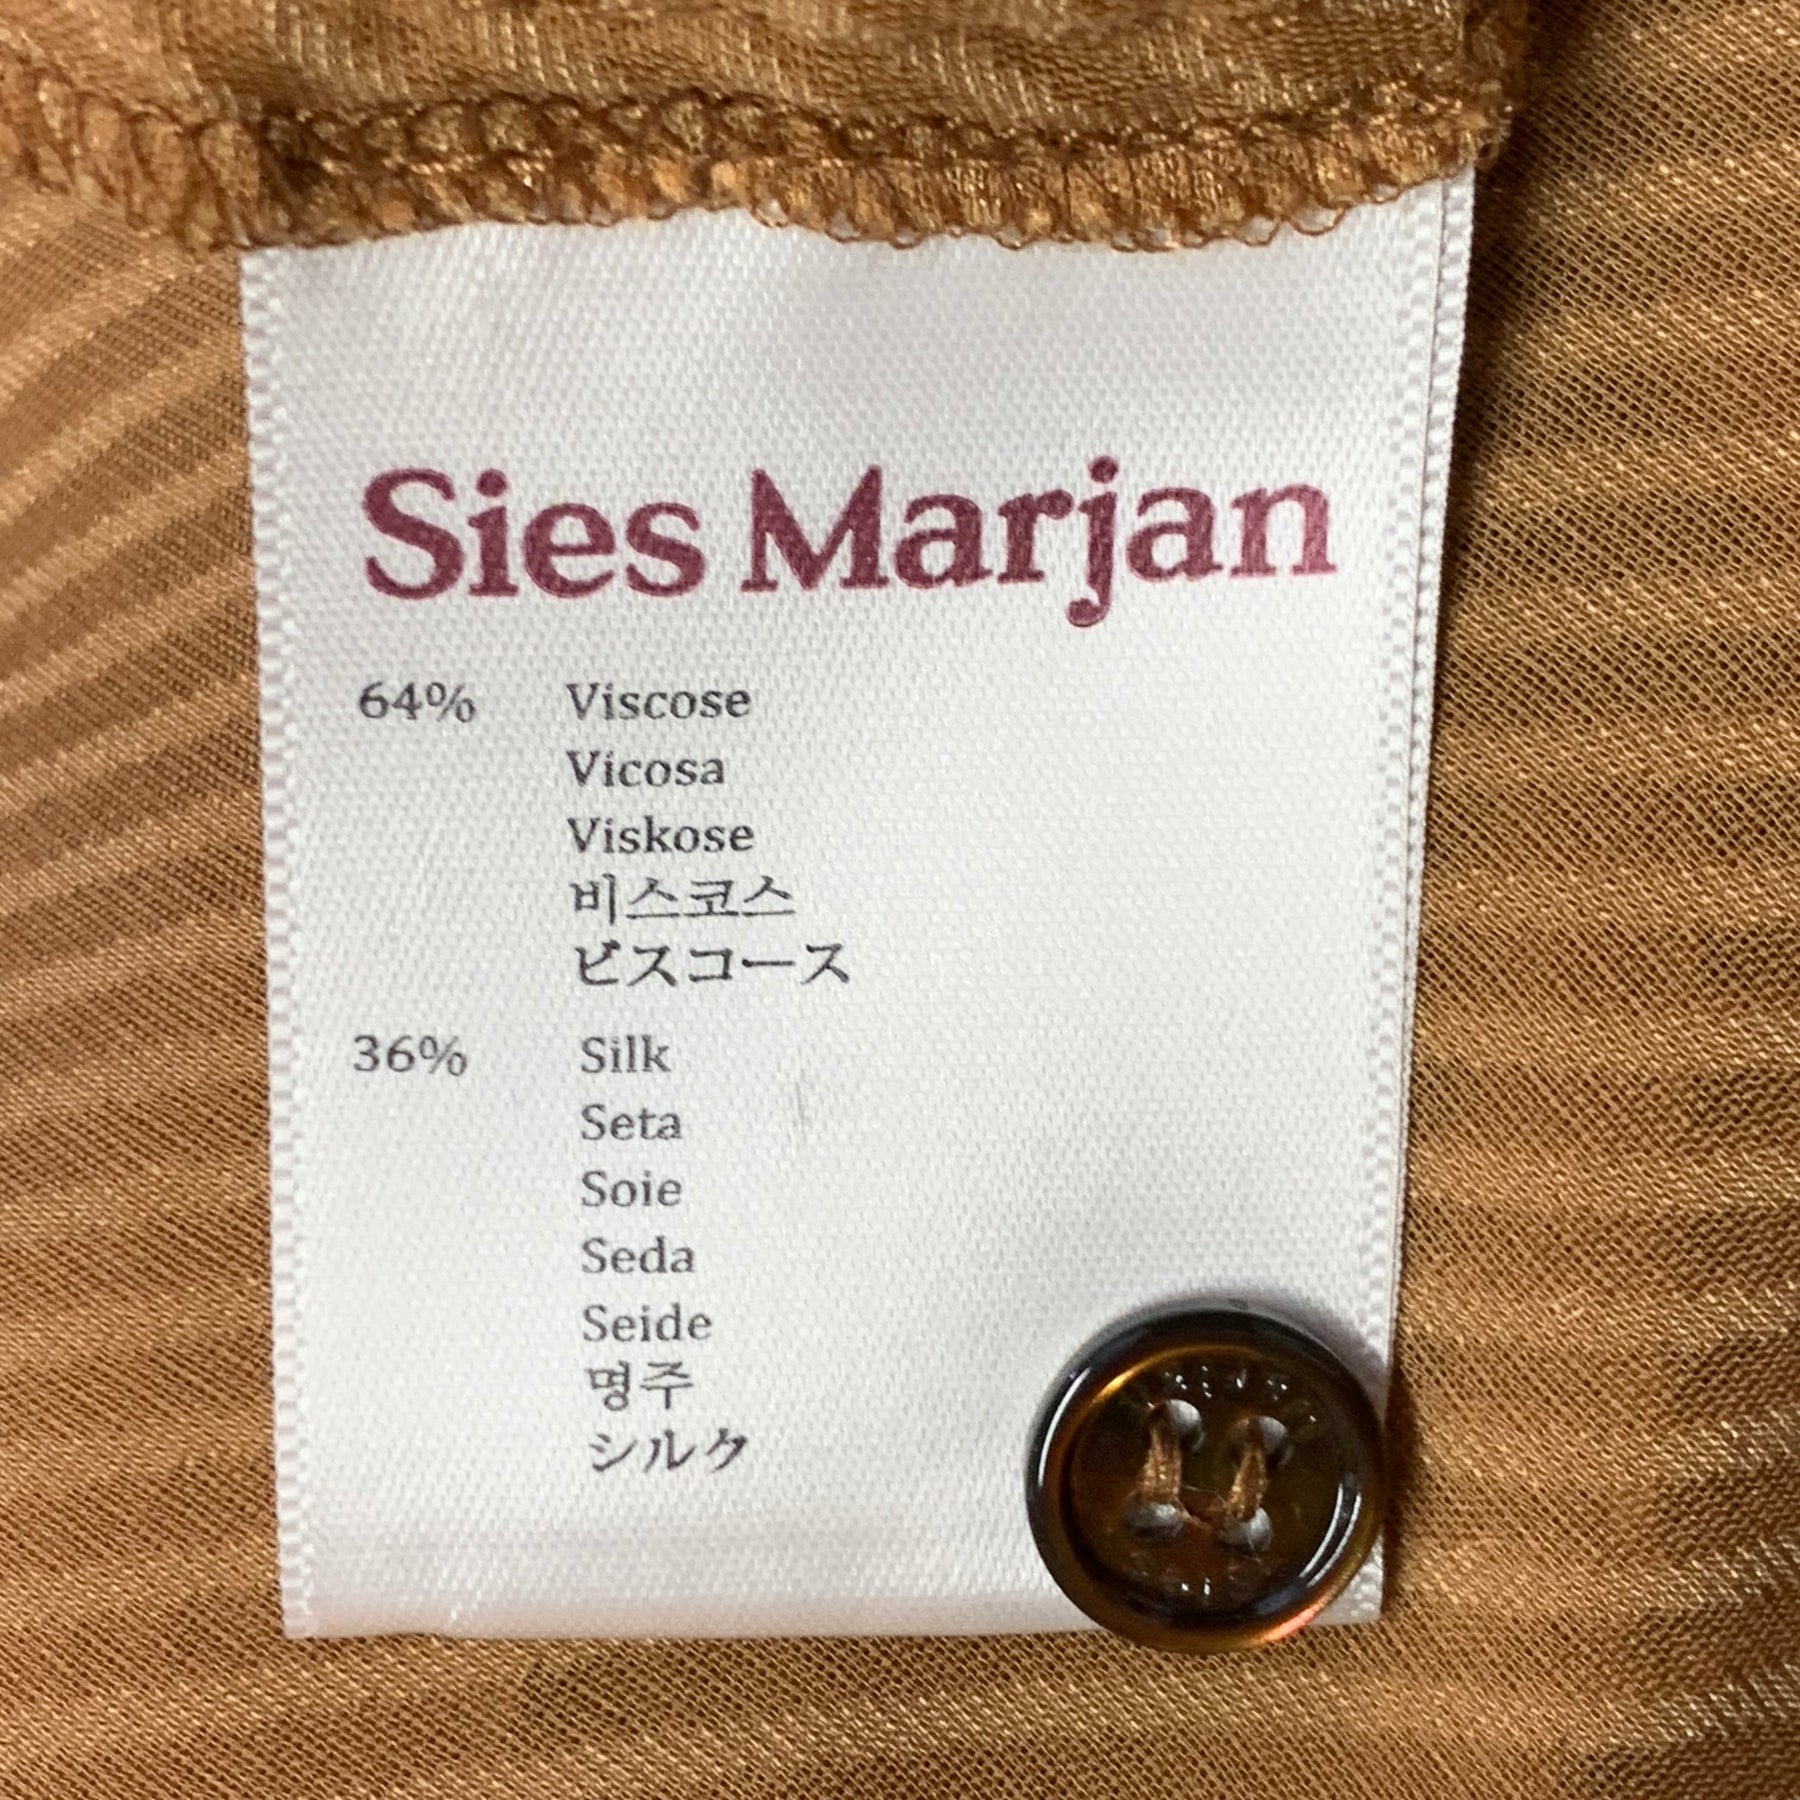 Sies Marjan
64% Viscose
Vicosa
Viskose
비스코스
ビスコース
36% Silk
Seta
Soie
Seda
Seide
명주
シルク